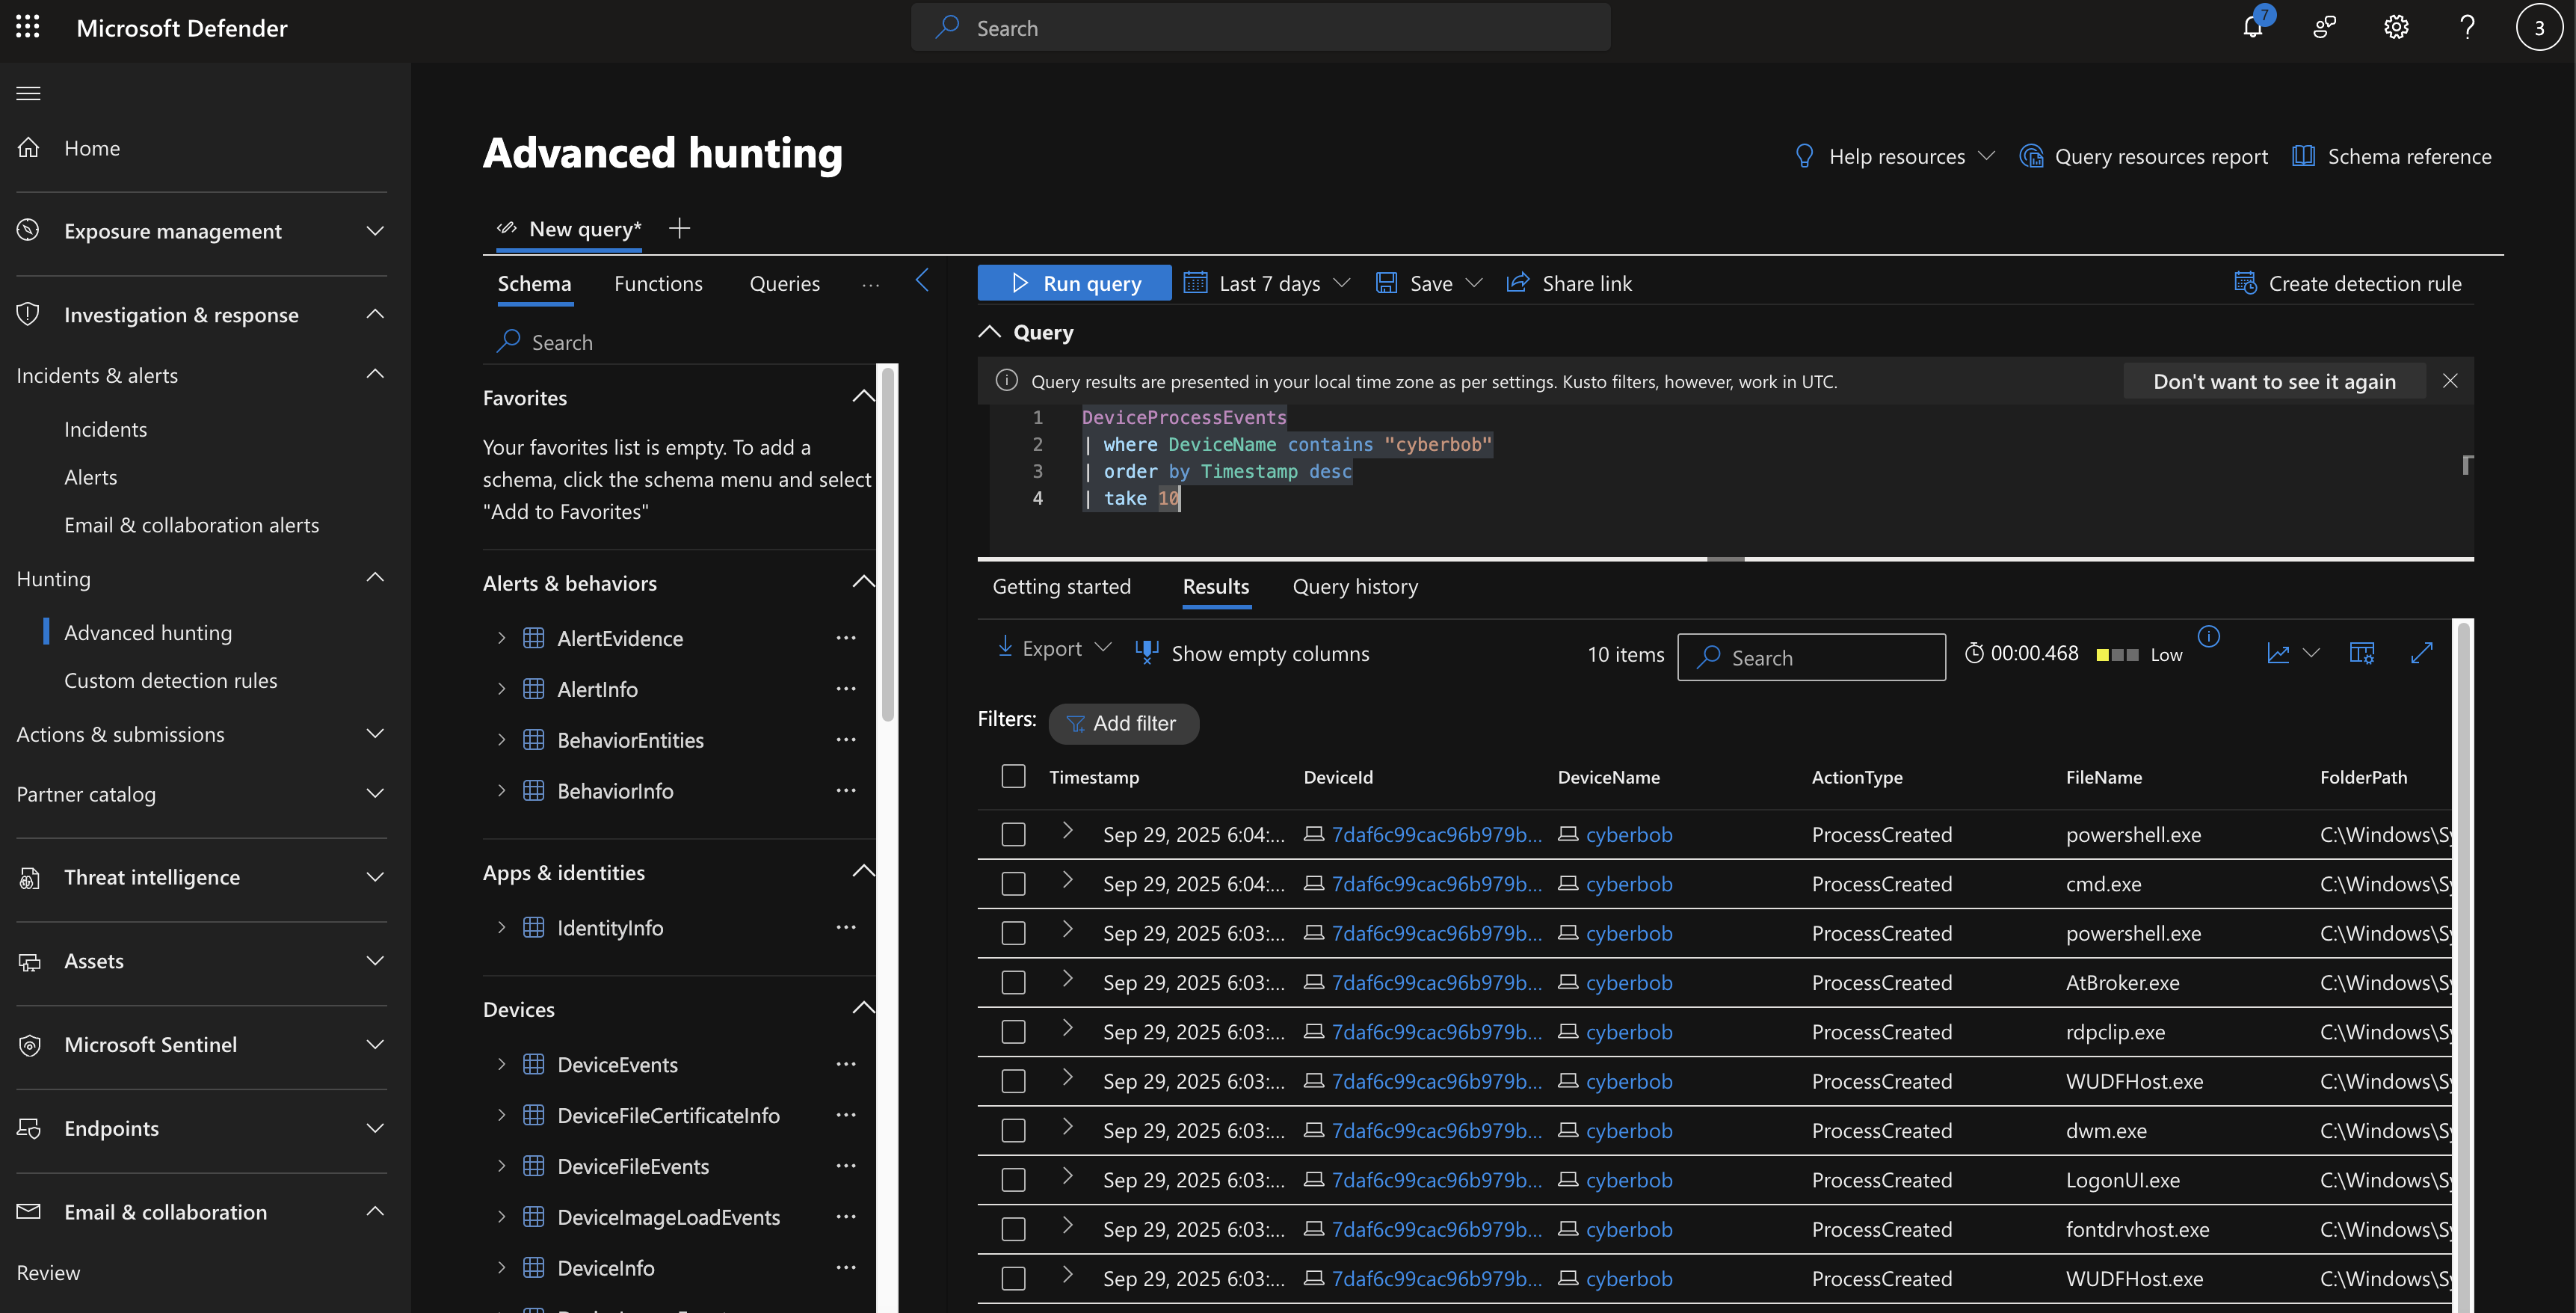 Microsoft Defender
Search
7
3
Home
Exposure management
Investigation & response
Incidents & alerts
Incidents
Alerts
Email & collaboration alerts
Hunting
Advanced hunting
Custom detection rules
Actions & submissions
Partner catalog
Threat intelligence
Assets
Microsoft Sentinel
Endpoints
Email & collaboration
Review
Advanced hunting
Help resources
Query resources report
Schema reference
New query*
Schema
Functions
Queries
...
Search
Favorites
Your favorites list is empty. To add a
schema, click the schema menu and select
"Add to Favorites"
Alerts & behaviors
AlertEvidence
AlertInfo
BehaviorEntities
BehaviorInfo
Apps & identities
IdentityInfo
Devices
DeviceEvents
DeviceFileCertificateInfo
DeviceFileEvents
DeviceImageLoadEvents
DeviceInfo
Run query
Last 7 days
Save
Share link
Create detection rule
Query
Query results are presented in your local time zone as per settings. Kusto filters, however, work in UTC.
Don't want to see it again
1 DeviceProcessEvents
2 | where DeviceName contains "cyberbob"
3 | order by Timestamp desc
4 | take 10
Getting started
Results
Query history
Export
Show empty columns
10 items
Search
00:00.468
Low
Filters:
Add filter
Timestamp DeviceId DeviceName ActionType FileName FolderPath
Sep 29, 2025 6:04:... 7daf6c99cac96b979b... cyberbob ProcessCreated powershell.exe C:\Windows\Sy
Sep 29, 2025 6:04:... 7daf6c99cac96b979b... cyberbob ProcessCreated cmd.exe C:\Windows\Sy
Sep 29, 2025 6:03:... 7daf6c99cac96b979b... cyberbob ProcessCreated powershell.exe C:\Windows\Sy
Sep 29, 2025 6:03:... 7daf6c99cac96b979b... cyberbob ProcessCreated AtBroker.exe C:\Windows\Sy
Sep 29, 2025 6:03:... 7daf6c99cac96b979b... cyberbob ProcessCreated rdpclip.exe C:\Windows\Sy
Sep 29, 2025 6:03:... 7daf6c99cac96b979b... cyberbob ProcessCreated WUDFHost.exe C:\Windows\Sy
Sep 29, 2025 6:03:... 7daf6c99cac96b979b... cyberbob ProcessCreated dwm.exe C:\Windows\Sy
Sep 29, 2025 6:03:... 7daf6c99cac96b979b... cyberbob ProcessCreated LogonUI.exe C:\Windows\Sy
Sep 29, 2025 6:03:... 7daf6c99cac96b979b... cyberbob ProcessCreated fontdrvhost.exe C:\Windows\Sy
Sep 29, 2025 6:03:... 7daf6c99cac96b979b... cyberbob ProcessCreated WUDFHost.exe C:\Windows\Sy